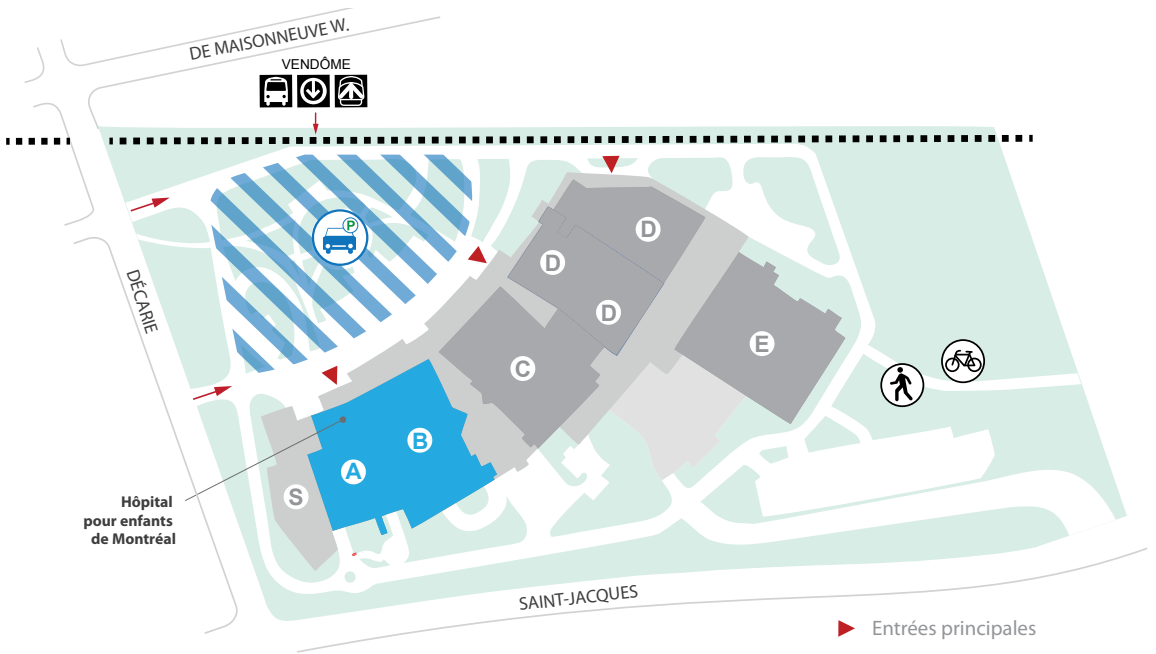 DE MAISONNEUVE W.
VENDÔME
P
D
D
D
E
C
B
A
S
DÉCARIE
Hôpital
pour enfants
de Montréal
SAINT-JACQUES
Entrées principales